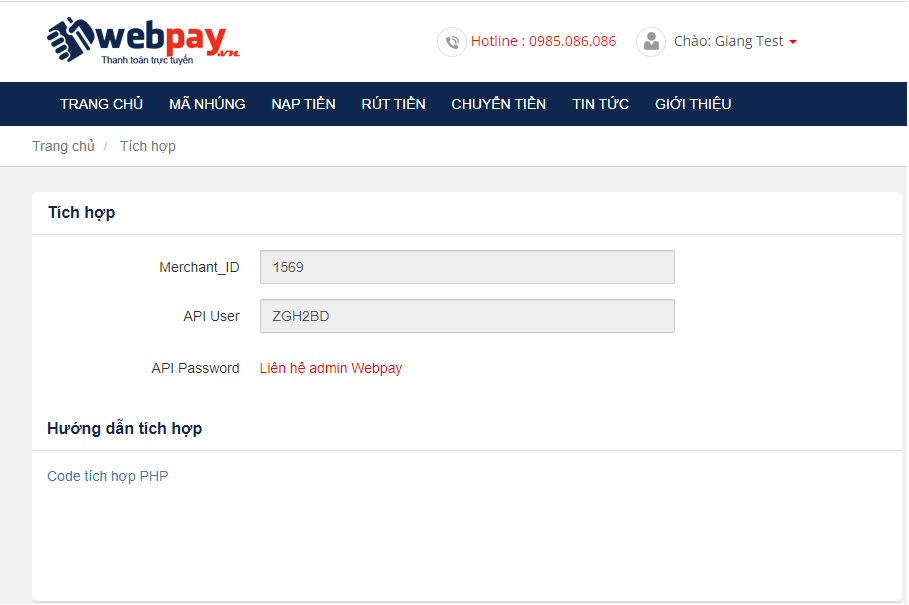 webpay.vn
Thanh toán trực tuyến
Hotline : 0985.086.086
Chào: Giang Test
TRANG CHỦ MÃ NHÚNG NẠP TIỀN RÚT TIỀN CHUYỂN TIỀN TIN TỨC GIỚI THIỆU
Trang chủ / Tích hợp
Tích hợp
Merchant_ID 1569
API User ZGH2BD
API Password Liên hệ admin Webpay
Hướng dẫn tích hợp
Code tích hợp PHP